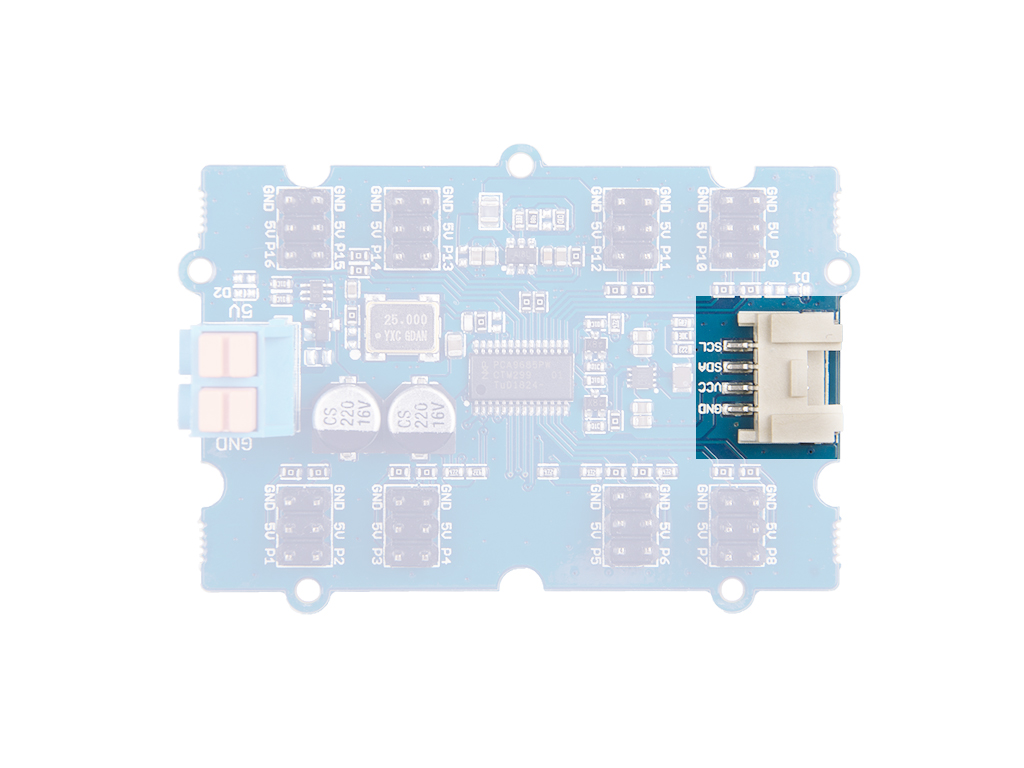 GND 5V P16
GND 5V P15
GND 5V P14
GND 5V P13
GND 5V P12
GND 5V P11
GND 5V P10
GND 5V P9
D1
D2
5V
25.000
YXC
CS
220
16V
CS
220
16V
SCL
SDA
VCC
GND
GND
GND 5V P1
GND 5V P2
GND 5V P3
GND 5V P4
GND 5V P5
GND 5V P6
GND 5V P7
GND 5V P8